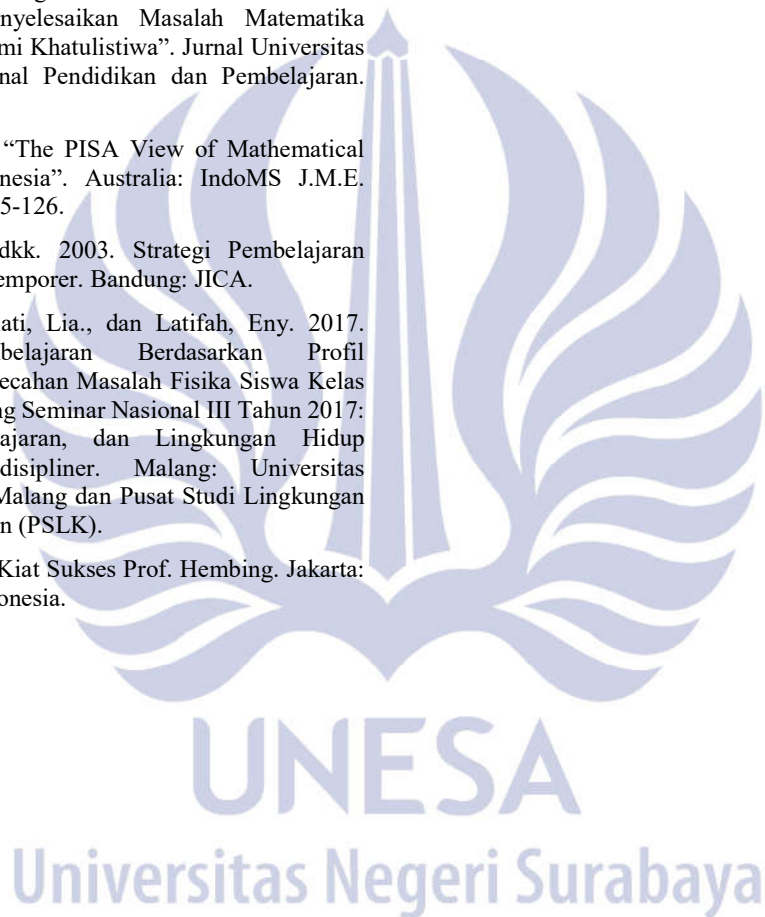 nyelesaikan Masalah Matematika
mi Khatulistiwa”. Jurnal Universitas
nal Pendidikan dan Pembelajaran.
“The PISA View of Mathematical
nesia”. Australia: IndoMS J.M.E.
5-126.
dkk. 2003. Strategi Pembelajaran
emporer. Bandung: JICA.
ati, Lia., dan Latifah, Eny. 2017.
belajaran Berdasarkan Profil
ecahan Masalah Fisika Siswa Kelas
ng Seminar Nasional III Tahun 2017:
ajaran, dan Lingkungan Hidup
disipliner. Malang: Universitas
Malang dan Pusat Studi Lingkungan
n (PSLK).
Kiat Sukses Prof. Hembing. Jakarta:
onesia.
UNESA
Universitas Negeri Surabaya